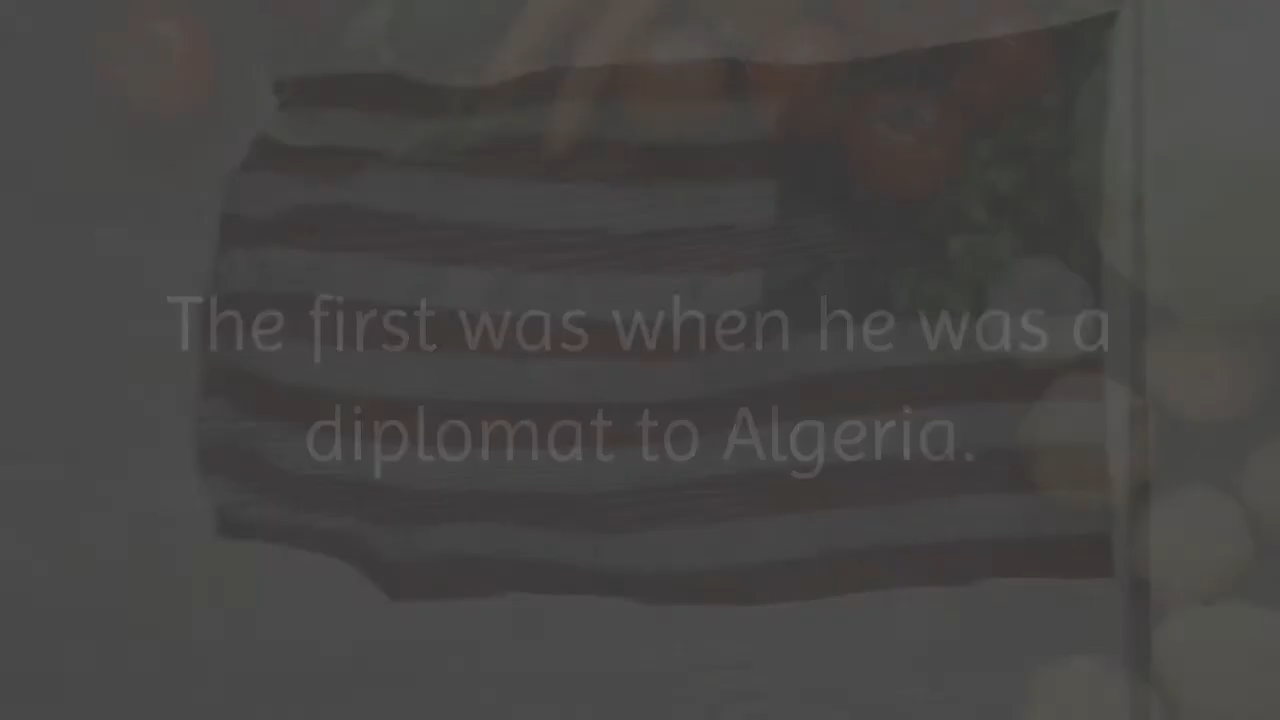 The first was when he was a
diplomat to Algeria.